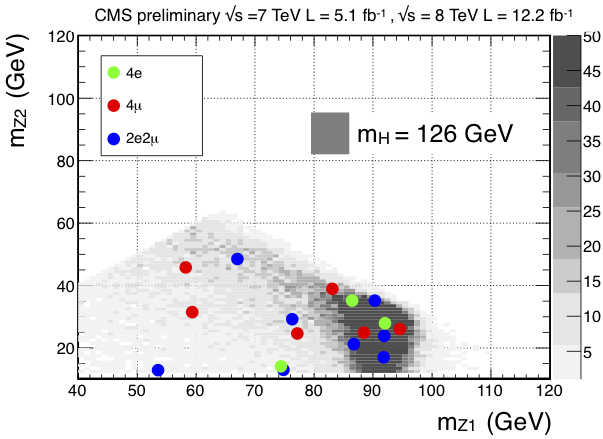 CMS preliminary √s =7 TeV L = 5.1 fb⁻¹ , √s = 8 TeV L = 12.2 fb⁻¹
m_Z2 (GeV)
120
100
80
60
40
20
4e
4μ
2e2μ
m_H = 126 GeV
50
45
40
35
30
25
20
15
10
5
40 50 60 70 80 90 100 110 120
m_Z1 (GeV)